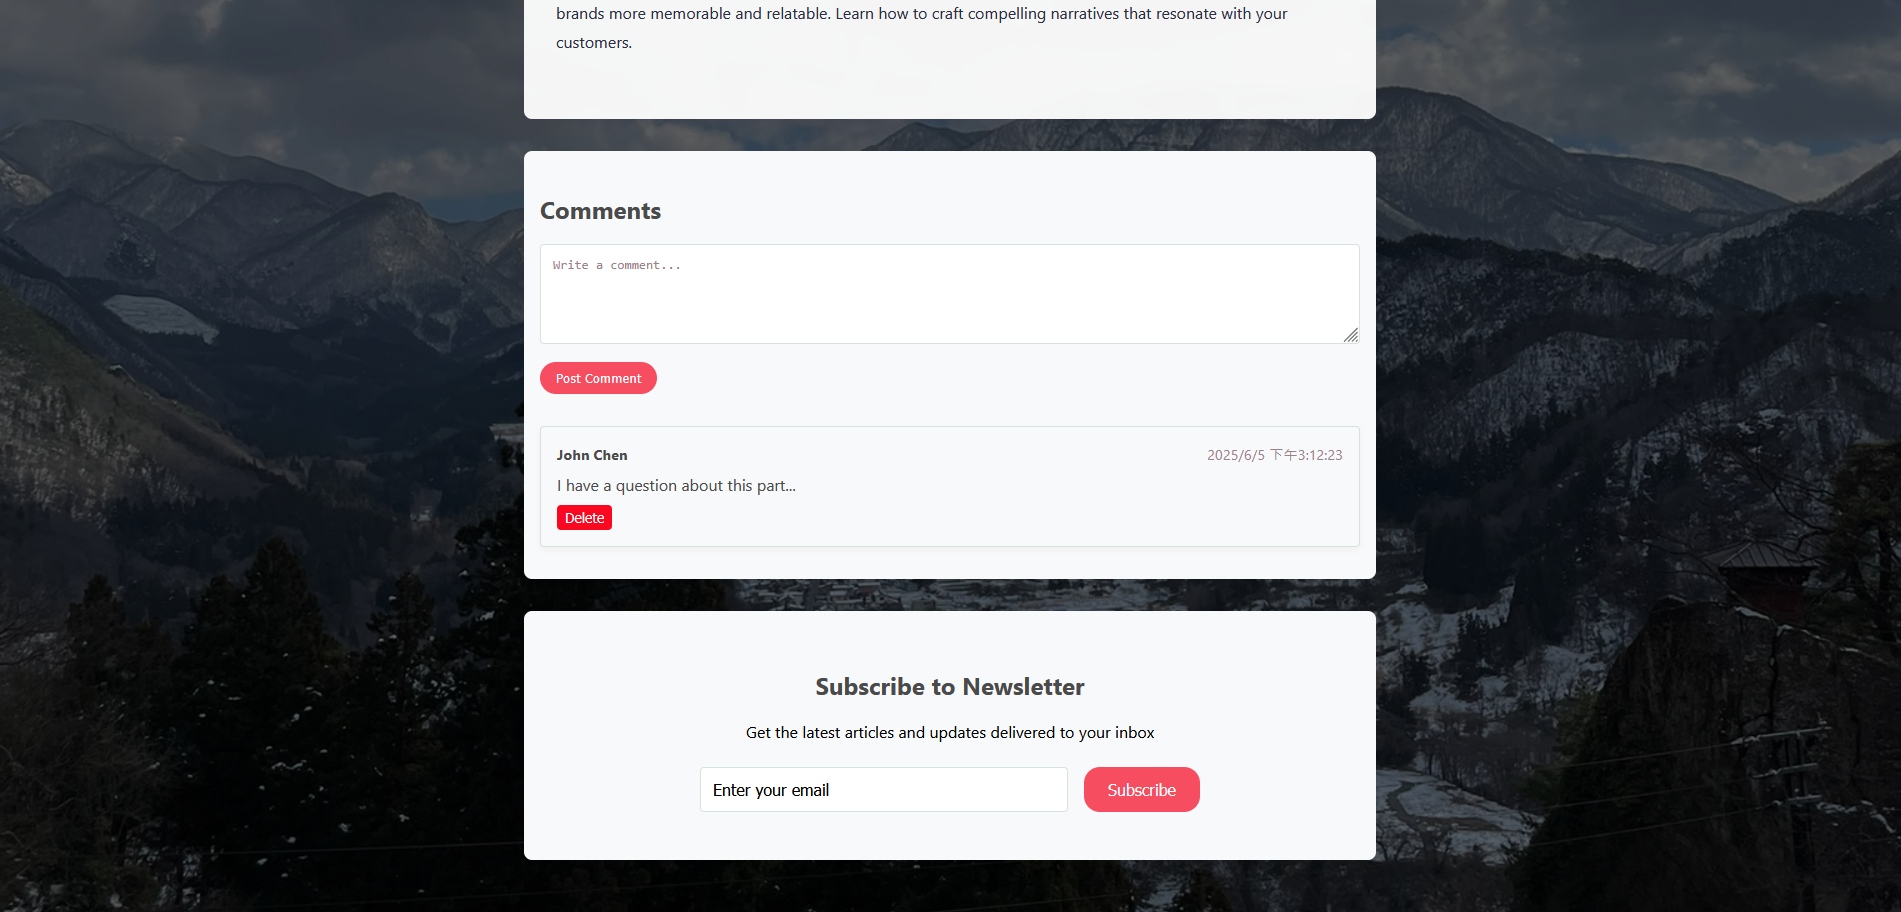 brands more memorable and relatable. Learn how to craft compelling narratives that resonate with your
customers.
Comments
Write a comment...
Post Comment
John Chen
2025/6/5 下午3:12:23
I have a question about this part...
Delete
Subscribe to Newsletter
Get the latest articles and updates delivered to your inbox
Enter your email
Subscribe